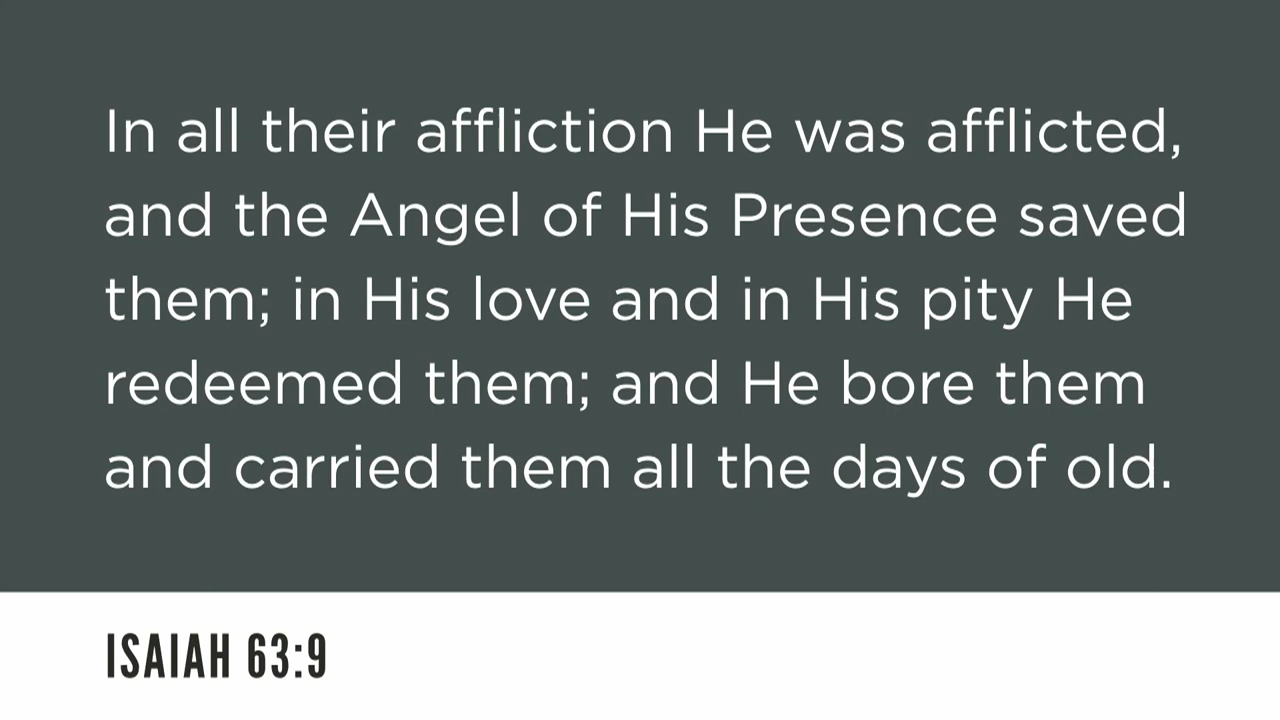 In all their affliction He was afflicted,
and the Angel of His Presence saved
them; in His love and in His pity He
redeemed them; and He bore them
and carried them all the days of old.
ISAIAH 63:9